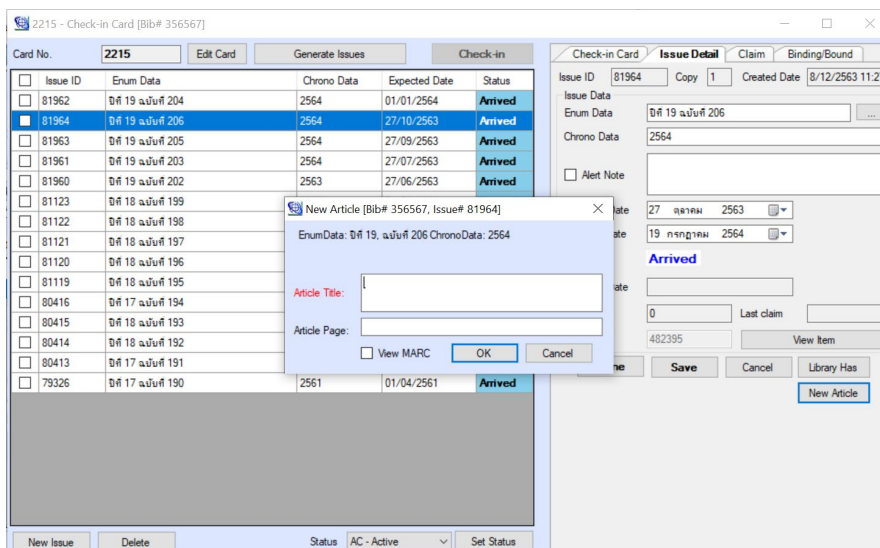 2215 - Check-in Card [Bib# 356567]
Card No. 2215 Edit Card Generate Issues Check-in
Check-in Card Issue Detail Claim Binding/Bound
Issue ID Enum Data Chrono Data Expected Date Status
81962 ปีที่ 19 ฉบับที่ 204 2564 01/01/2564 Arrived
81964 ปีที่ 19 ฉบับที่ 206 2564 27/10/2563 Arrived
81963 ปีที่ 19 ฉบับที่ 205 2564 27/09/2563 Arrived
81961 ปีที่ 19 ฉบับที่ 203 2564 27/07/2563 Arrived
81960 ปีที่ 19 ฉบับที่ 202 2563 27/06/2563 Arrived
81123 ปีที่ 18 ฉบับที่ 199
81122 ปีที่ 18 ฉบับที่ 198
81121 ปีที่ 18 ฉบับที่ 197
81120 ปีที่ 18 ฉบับที่ 196
81119 ปีที่ 18 ฉบับที่ 195
80416 ปีที่ 17 ฉบับที่ 194
80415 ปีที่ 18 ฉบับที่ 193
80414 ปีที่ 18 ฉบับที่ 192
80413 ปีที่ 17 ฉบับที่ 191
79326 ปีที่ 17 ฉบับที่ 190 2561 01/04/2561 Arrived
New Issue Delete Status AC - Active Set Status
New Article [Bib# 356567, Issue# 81964]
EnumData: ปีที่ 19, ฉบับที่ 206 ChronoData: 2564
Article Title:
Article Page:
View MARC OK Cancel
Issue ID 81964 Copy 1 Created Date 8/12/2563 11:2
Issue Data
Enum Data ปีที่ 19 ฉบับที่ 206 ...
Chrono Data 2564
Alert Note
ate 27 ตุลาคม 2563
ate 19 กรกฎาคม 2564
Arrived
ate
0 Last claim
482395 View Item
ne Save Cancel Library Has
New Article